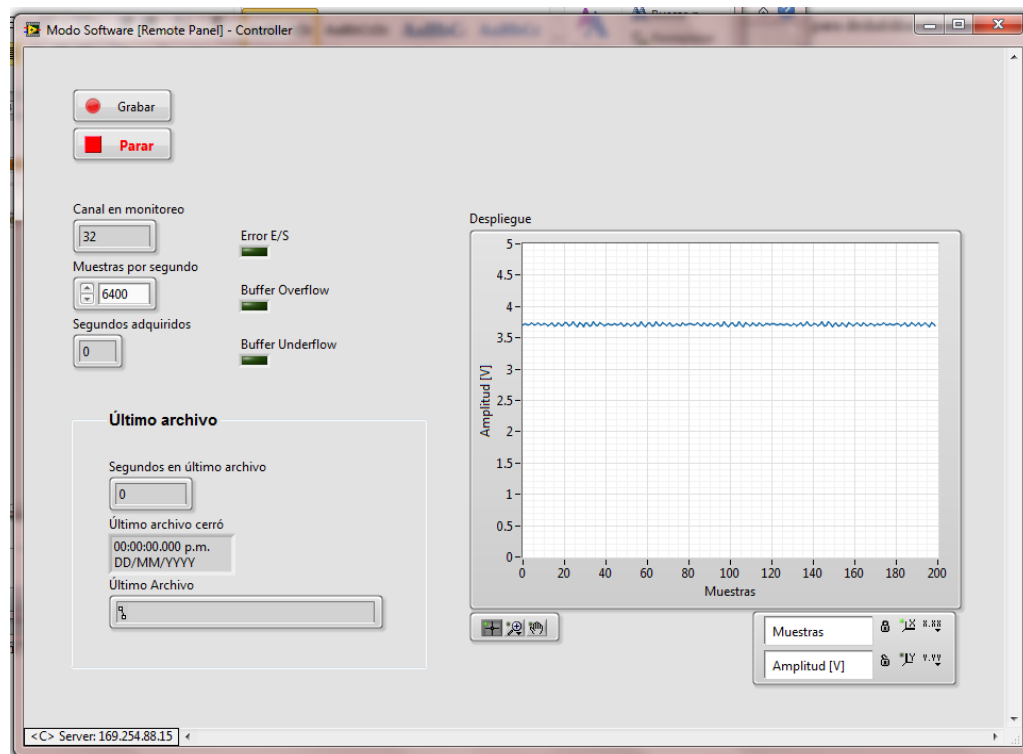 Modo Software [Remote Panel] - Controller
Grabar
Parar
Canal en monitoreo
32
Error E/S
Muestras por segundo
6400
Buffer Overflow
Segundos adquiridos
0
Buffer Underflow
Último archivo
Segundos en último archivo
0
Último archivo cerró
00:00:00.000 p.m.
DD/MM/YYYY
Último Archivo
Despliegue
5
4.5
4
3.5
3
2.5
2
1.5
1
0.5
0
Amplitud [V]
0 20 40 60 80 100 120 140 160 180 200
Muestras
Muestras
X.XX
Amplitud [V]
Y.YY
<C> Server: 169.254.88.15